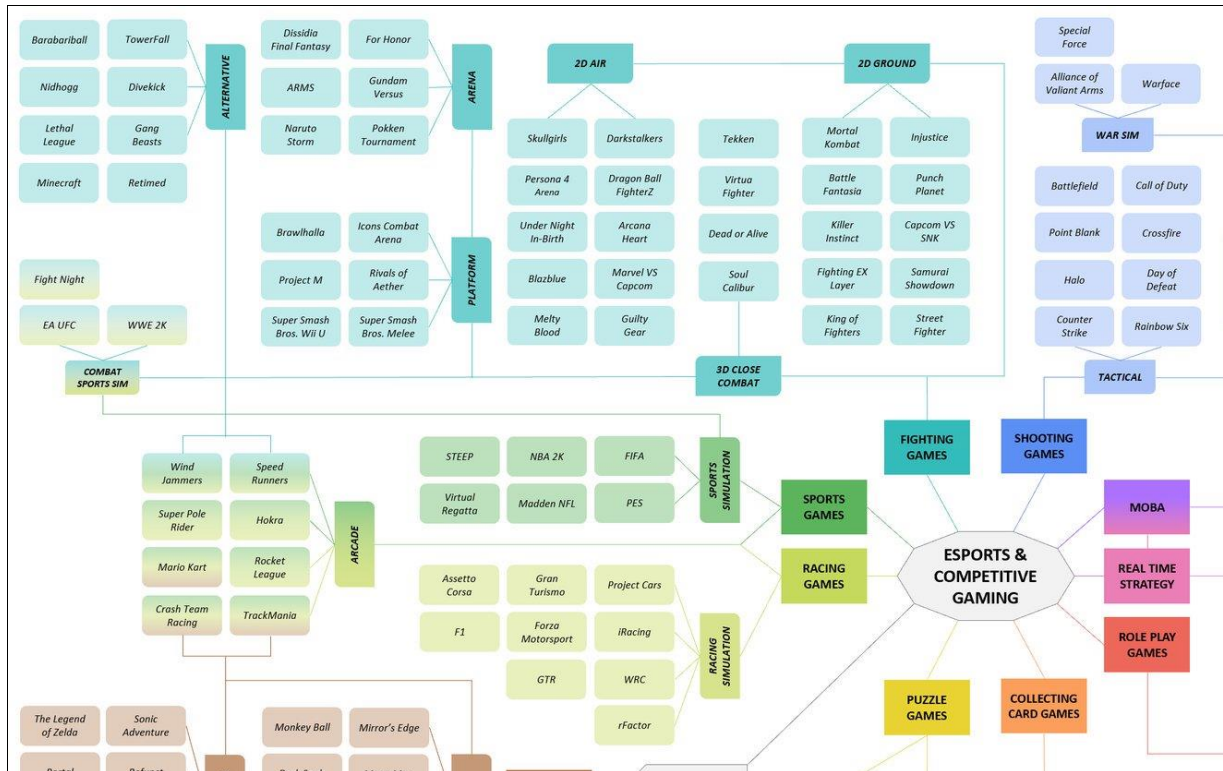 Barabariball
TowerFall
Nidhogg
Divekick
Lethal
League
Gang
Beasts
Minecraft
Retimed
ALTERNATIVE
Dissidia
Final Fantasy
For Honor
ARMS
Gundam
Versus
Naruto
Storm
Pokken
Tournament
ARENA
Brawlhalla
Icons Combat
Arena
Project M
Rivals of
Aether
Super Smash
Bros. Wii U
Super Smash
Bros. Melee
PLATFORM
Fight Night
EA UFC
WWE 2K
COMBAT
SPORTS SIM
2D AIR
Skullgirls
Darkstalkers
Persona 4
Arena
Dragon Ball
FighterZ
Under Night
In-Birth
Arcana
Heart
Blazblue
Marvel VS
Capcom
Melty
Blood
Guilty
Gear
Tekken
Virtua
Fighter
Dead or Alive
Soul
Calibur
3D CLOSE
COMBAT
2D GROUND
Mortal
Kombat
Injustice
Battle
Fantasia
Punch
Planet
Killer
Instinct
Capcom VS
SNK
Fighting EX
Layer
Samurai
Showdown
King of
Fighters
Street
Fighter
Special
Force
Alliance of
Valiant Arms
Warface
WAR SIM
Battlefield
Call of Duty
Point Blank
Crossfire
Halo
Day of
Defeat
Counter
Strike
Rainbow Six
TACTICAL
Wind
Jammers
Speed
Runners
Super Pole
Rider
Hokra
Mario Kart
Rocket
League
Crash Team
Racing
TrackMania
ARCADE
STEEP
NBA 2K
FIFA
Virtual
Regatta
Madden NFL
PES
SPORTS
SIMULATION
Assetto
Corsa
Gran
Turismo
Project Cars
F1
Forza
Motorsport
iRacing
GTR
WRC
rFactor
RACING
SIMULATION
SPORTS
GAMES
RACING
GAMES
FIGHTING
GAMES
SHOOTING
GAMES
ESPORTS &
COMPETITIVE
GAMING
MOBA
REAL TIME
STRATEGY
ROLE PLAY
GAMES
PUZZLE
GAMES
COLLECTING
CARD GAMES
The Legend
of Zelda
Sonic
Adventure
Monkey Ball
Mirror's Edge